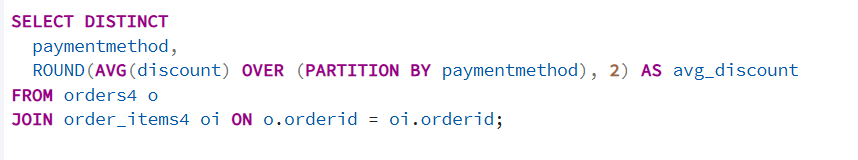 SELECT DISTINCT
paymentmethod,
ROUND(AVG(discount) OVER (PARTITION BY paymentmethod), 2) AS avg_discount
FROM orders4 o
JOIN order_items4 oi ON o.orderid = oi.orderid;